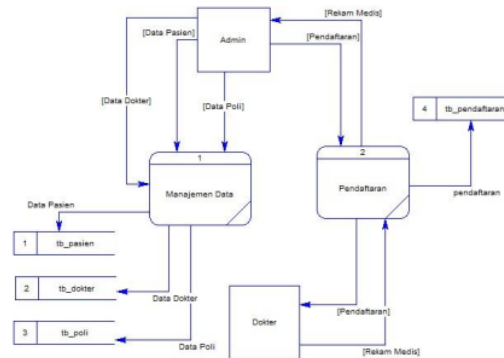 [Rekam Medis]
[Data Pasien]
Admin
[Pendaftaran]
[Data Dokter]
[Data Poli]
4 tb_pendaftaran
1
Manajemen Data
2
Pendaftaran
pendaftaran
Data Pasien
1 tb_pasien
2 tb_dokter
Data Dokter
[Pendaftaran]
Dokter
3 tb_poli
Data Poli
[Rekam Medis]